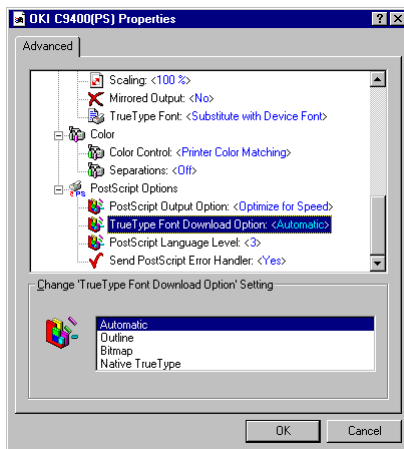 OKI C9400(PS) Properties
Advanced
Scaling: <100 %>
Mirrored Output: <No>
TrueType Font: <Substitute with Device Font>
Color
Color Control: <Printer Color Matching>
Separations: <Off>
PostScript Options
PostScript Output Option: <Optimize for Speed>
TrueType Font Download Option: <Automatic>
PostScript Language Level: <3>
Send PostScript Error Handler: <Yes>
Change 'TrueType Font Download Option' Setting
Automatic
Outline
Bitmap
Native TrueType
OK Cancel